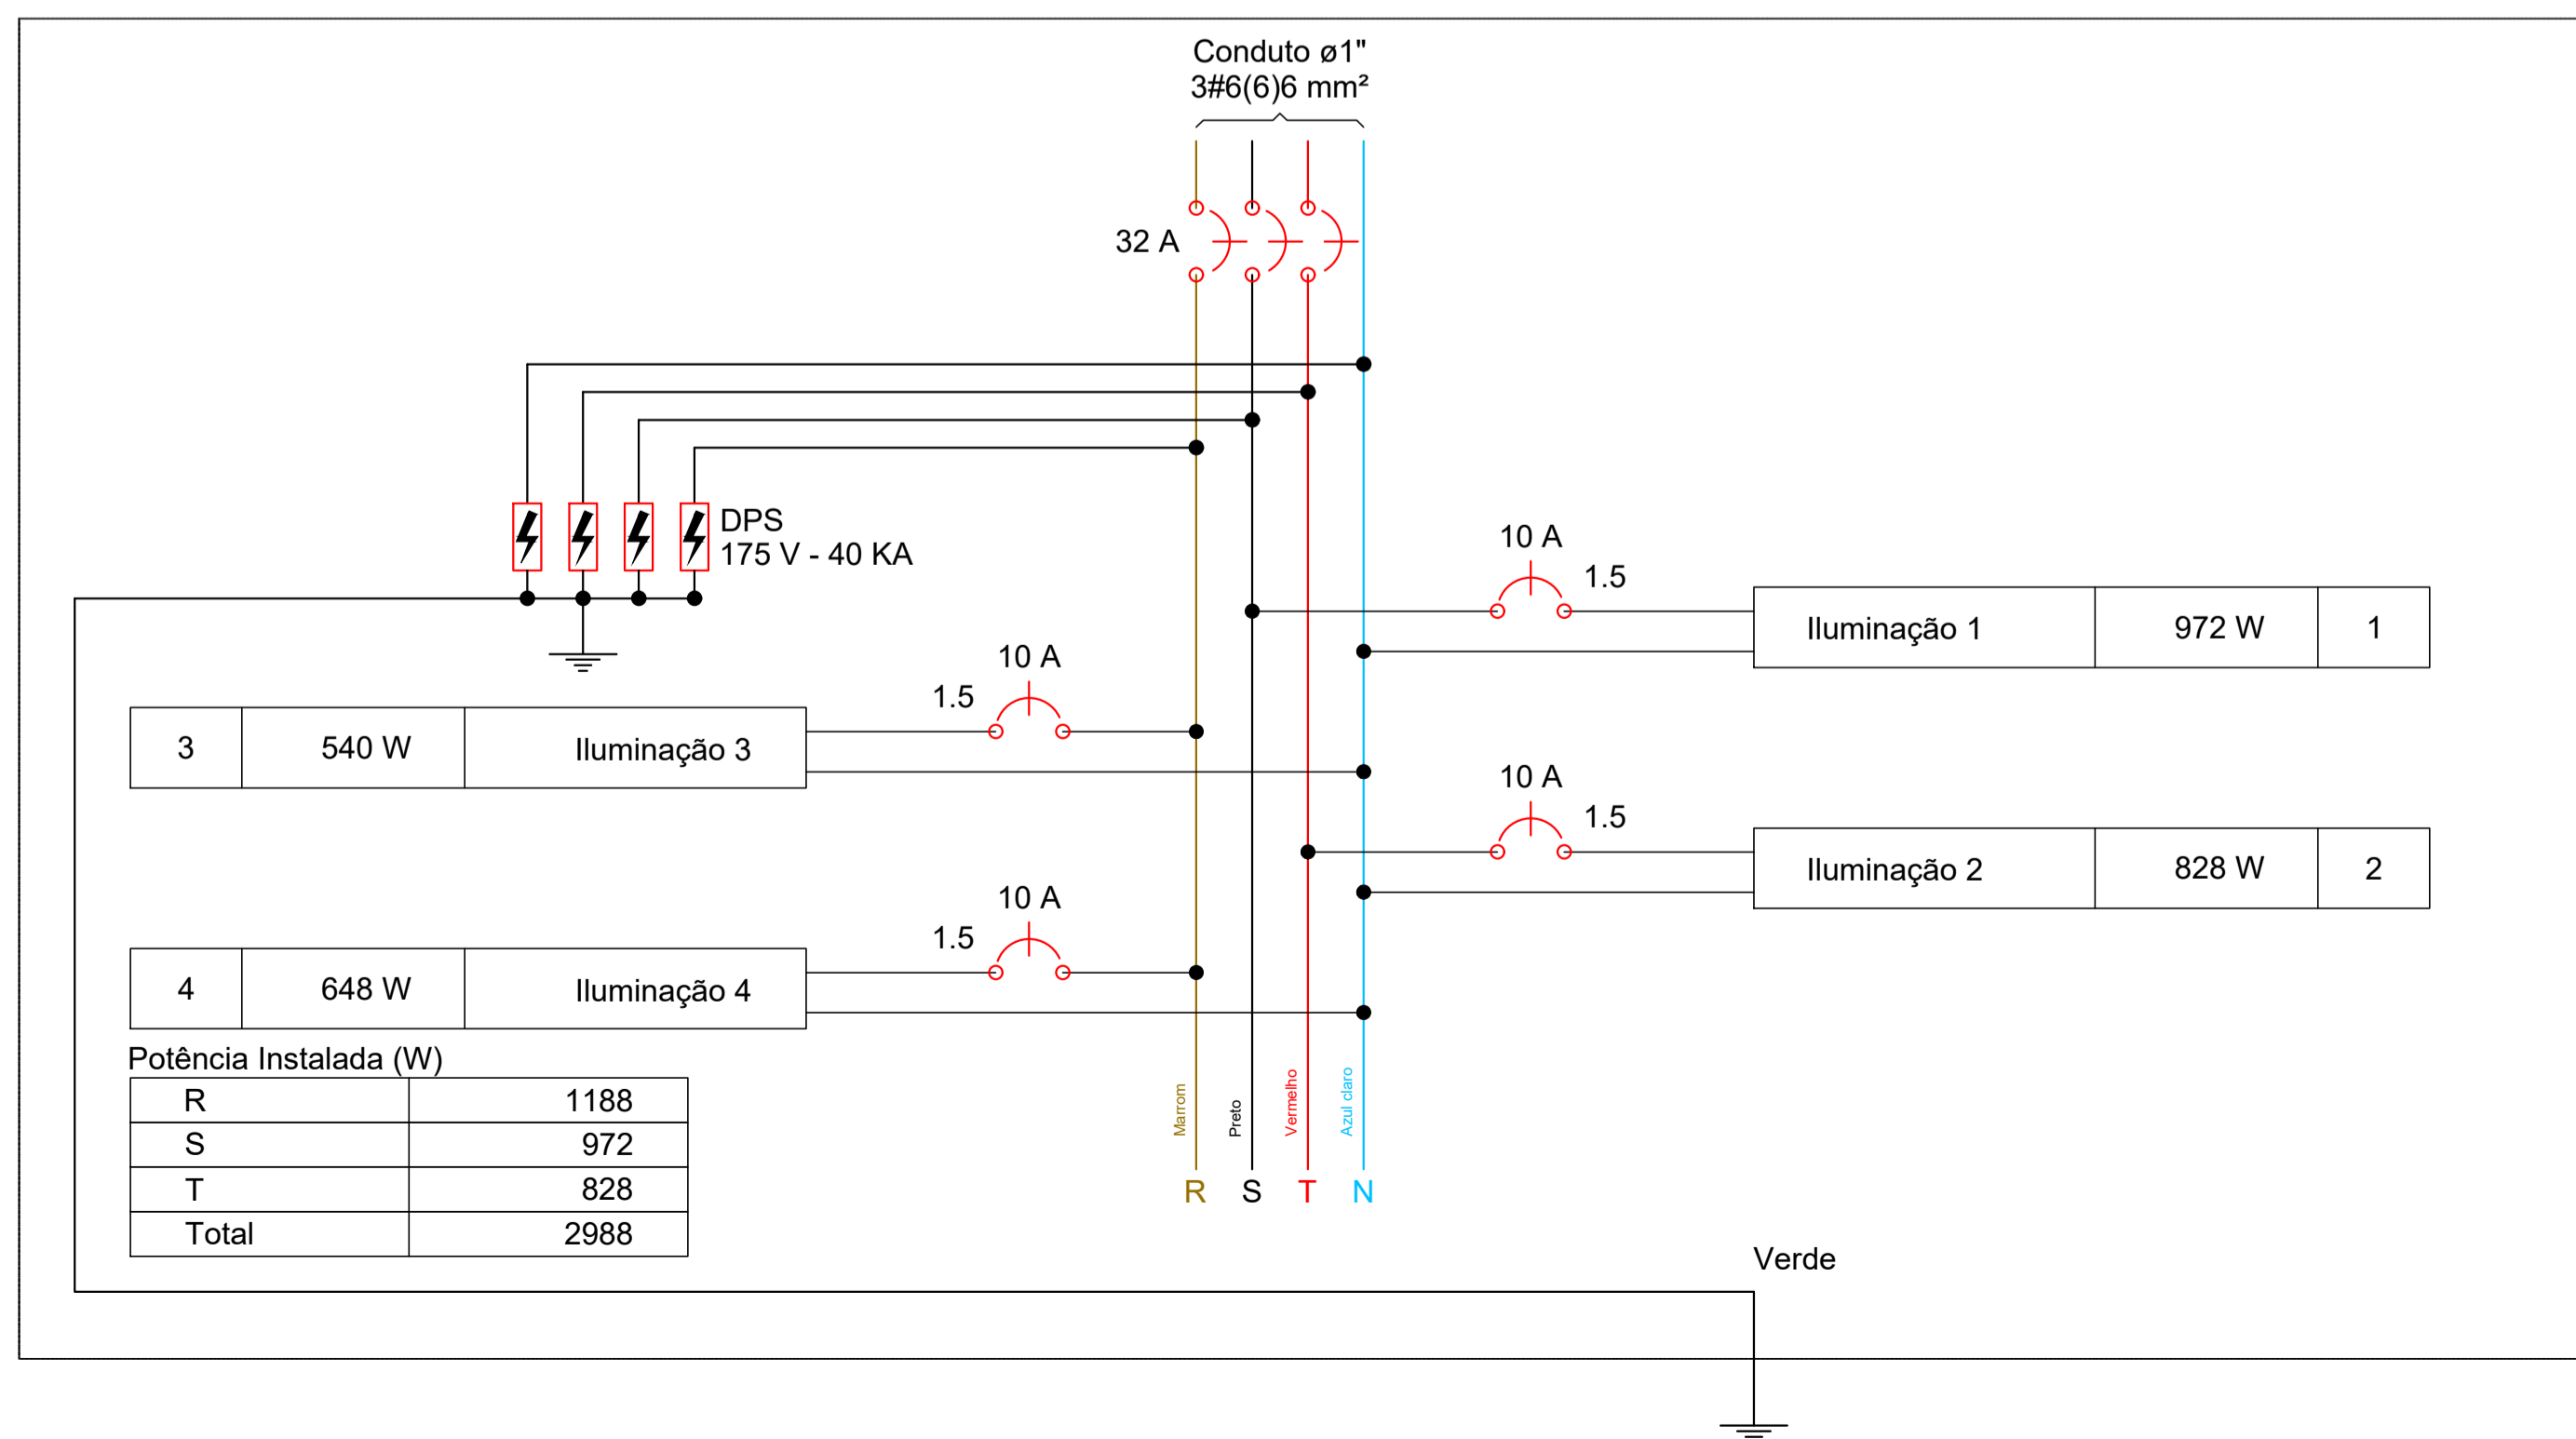 Conduto ø1"
3#6(6)6 mm²
32 A
DPS
175 V - 40 KA
10 A
1.5
Iluminação 1 972 W 1
10 A
1.5
3 540 W Iluminação 3
10 A
1.5
Iluminação 2 828 W 2
10 A
1.5
4 648 W Iluminação 4
Potência Instalada (W)
R 1188
S 972
T 828
Total 2988
Marrom
Preto
Vermelho
Azul claro
R S T N
Verde